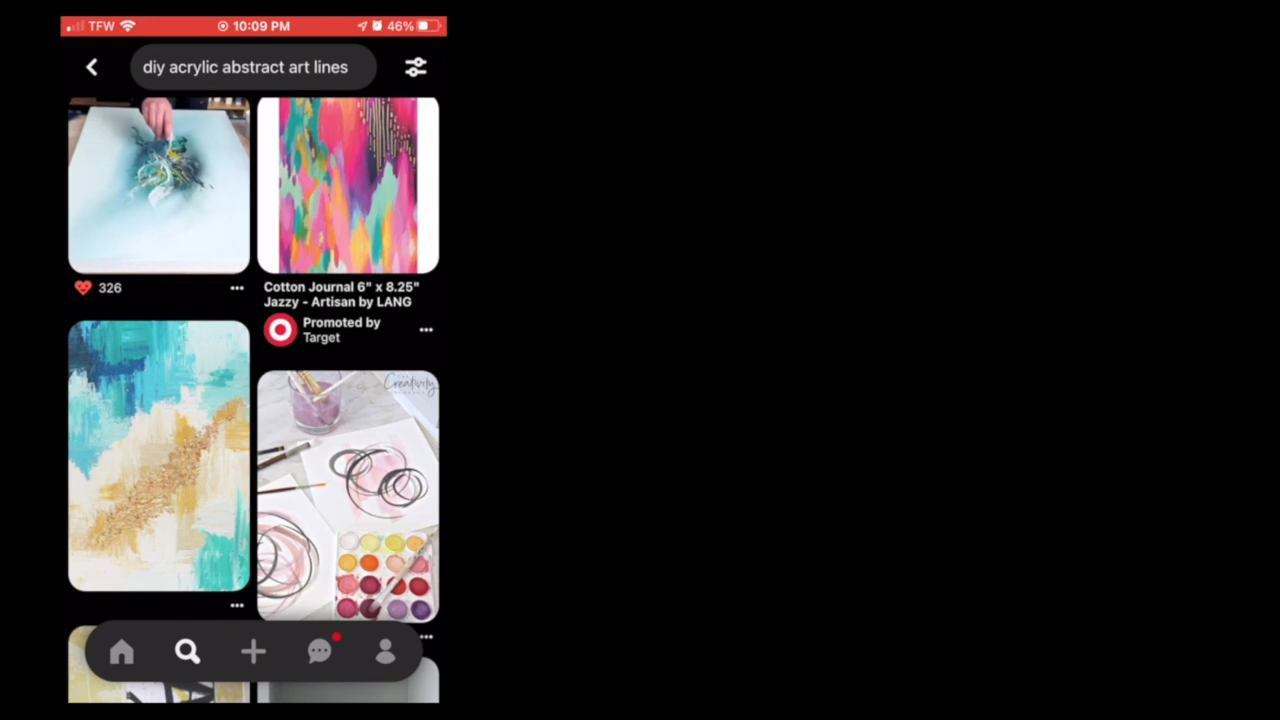 TFW 10:09 PM 46%
diy acrylic abstract art lines
326
Cotton Journal 6" x 8.25"
Jazzy - Artisan by LANG
Promoted by
Target
Creativity